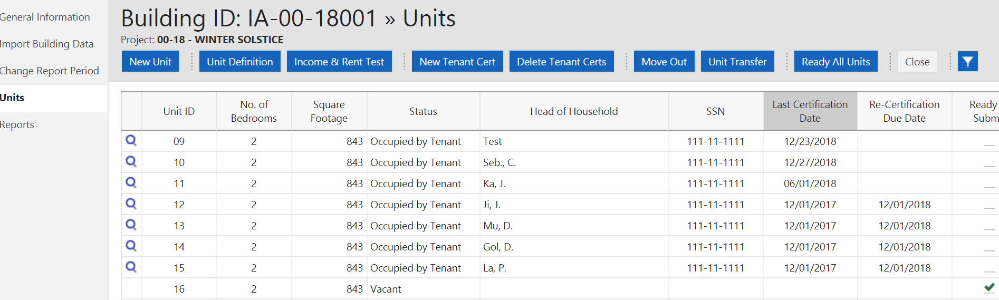 General Information
Import Building Data
Change Report Period
Units
Reports
Building ID: IA-00-18001 » Units
Project: 00-18 - WINTER SOLSTICE
New Unit Unit Definition Income & Rent Test New Tenant Cert Delete Tenant Certs Move Out Unit Transfer Ready All Units Close
Unit ID No. of Bedrooms Square Footage Status Head of Household SSN Last Certification Date Re-Certification Due Date Ready Subm
09 2 843 Occupied by Tenant Test 111-11-1111 12/23/2018
10 2 843 Occupied by Tenant Seb., C. 111-11-1111 12/27/2018
11 2 843 Occupied by Tenant Ka, J. 111-11-1111 06/01/2018
12 2 843 Occupied by Tenant Ji, J. 111-11-1111 12/01/2017 12/01/2018
13 2 843 Occupied by Tenant Mu, D. 111-11-1111 12/01/2017 12/01/2018
14 2 843 Occupied by Tenant Gol, D. 111-11-1111 12/01/2017 12/01/2018
15 2 843 Occupied by Tenant La, P. 111-11-1111 12/01/2017 12/01/2018
16 2 843 Vacant